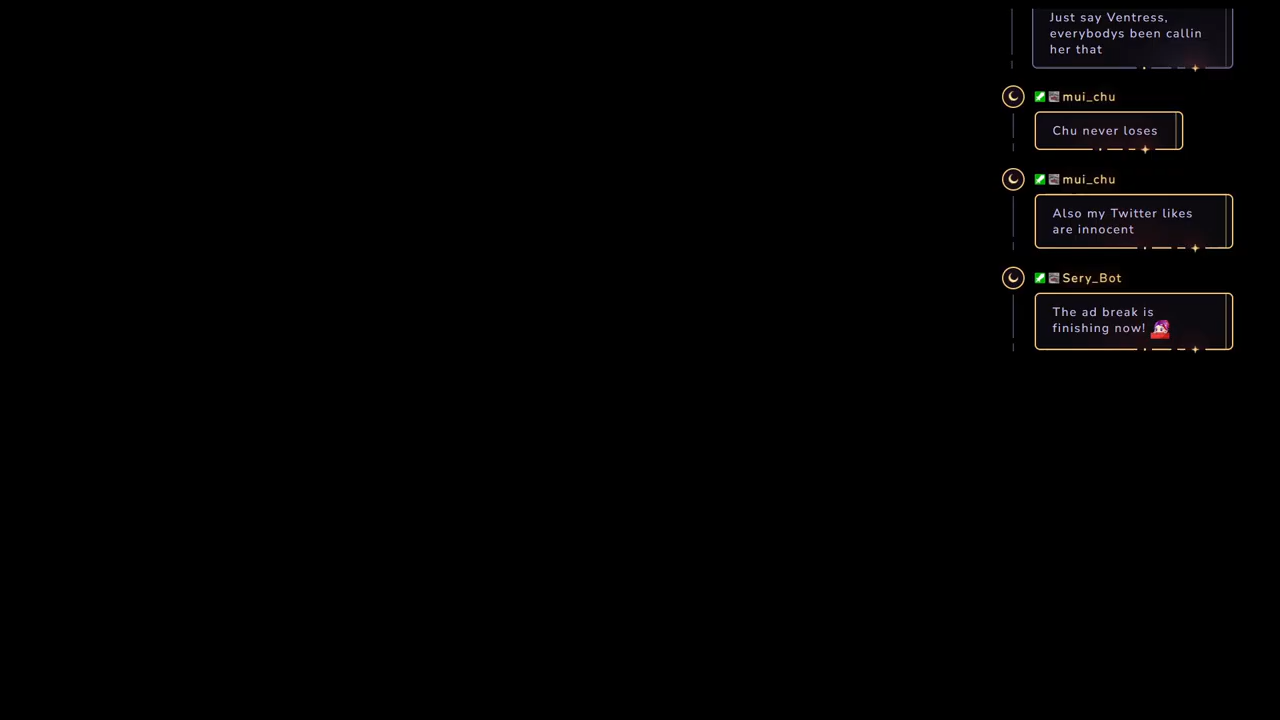 Just say Ventress,
everybodys been callin
her that
mui_chu
Chu never loses
mui_chu
Also my Twitter likes
are innocent
Sery_Bot
The ad break is
finishing now!